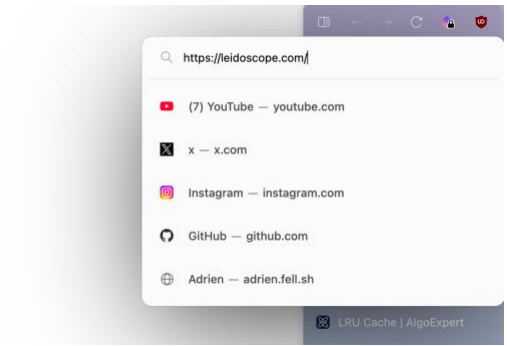 https://leidoscope.com/
(7) YouTube — youtube.com
x — x.com
Instagram — instagram.com
GitHub — github.com
Adrien — adrien.fell.sh
LRU Cache | AlgoExpert